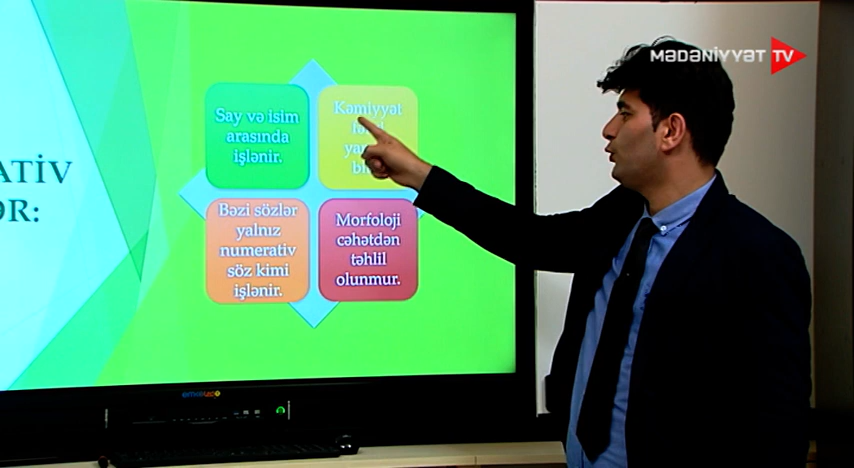 MƏDƏNİYYƏT TV
ATİV
ƏR:
Say və isim
arasında
işlənir.
Kəmiyyət
Bəzi sözlər
yalnız
numerativ
söz kimi
işlənir.
Morfoloji
cəhətdən
təhlil
olunmur.